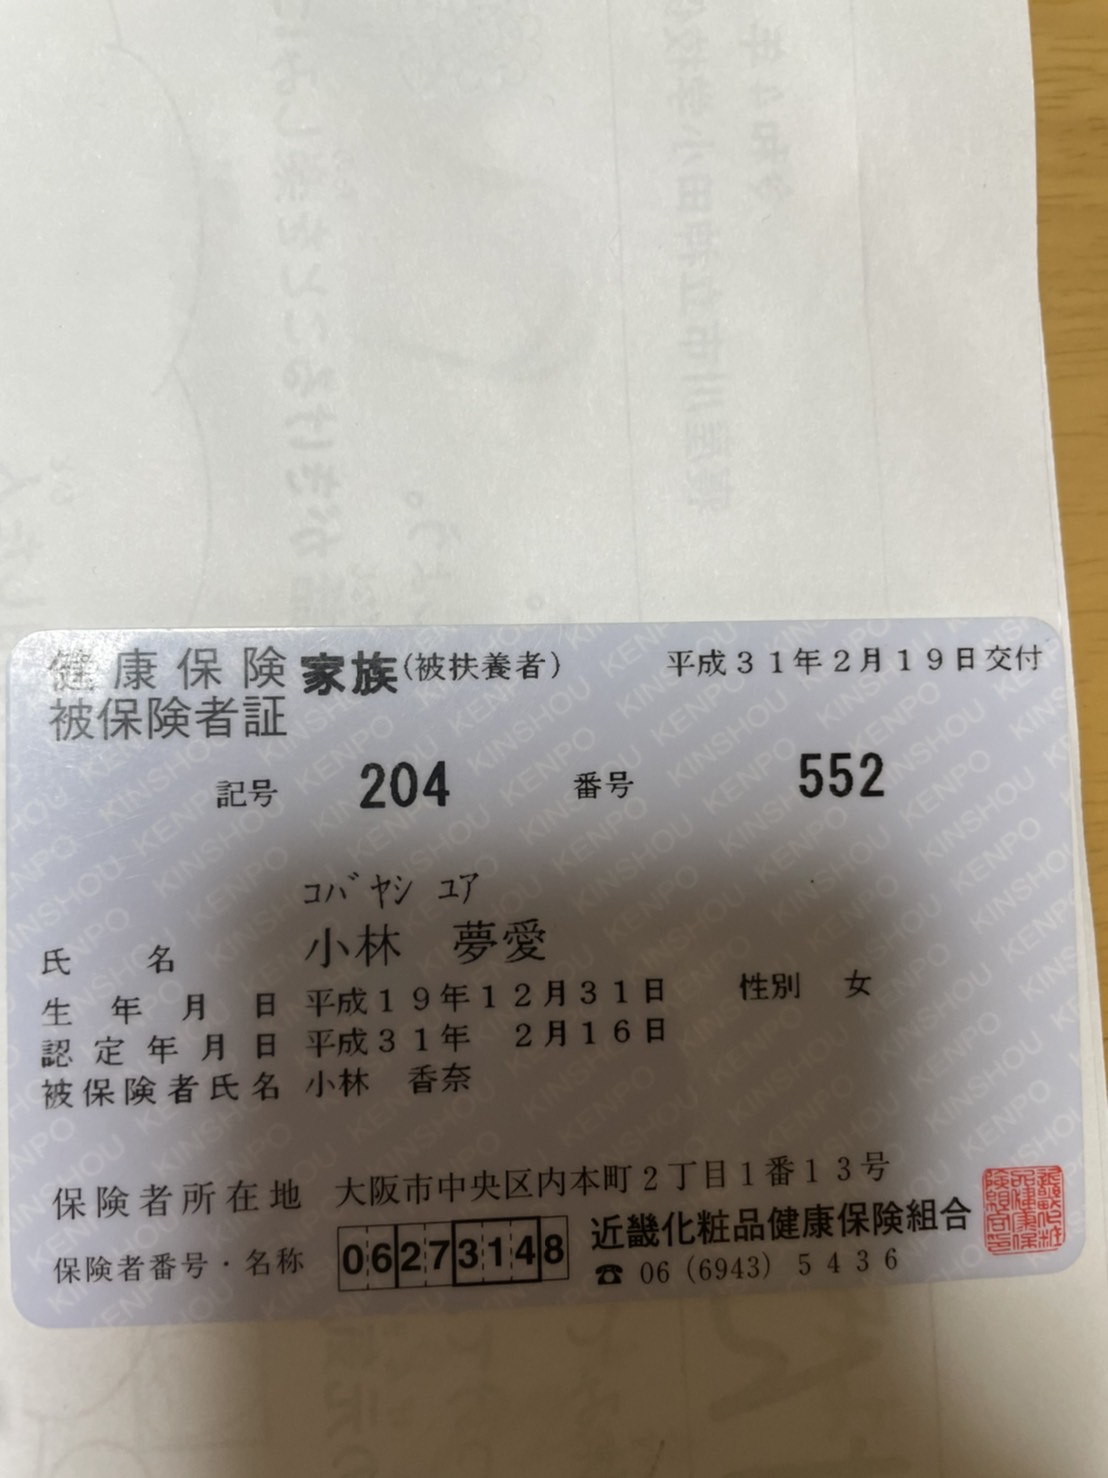 健康保険 家族(被扶養者) 平成31年2月19日交付
被保険者証
記号 204 番号 552
コバヤシ ユア
氏名 小林 夢愛
生年月日 平成19年12月31日 性別 女
認定年月日 平成31年 2月16日
被保険者氏名 小林 香奈
保険者所在地 大阪市中央区内本町2丁目1番13号
保険者番号・名称 06273148 近畿化粧品健康保険組合
☎ 06 (6943) 5436